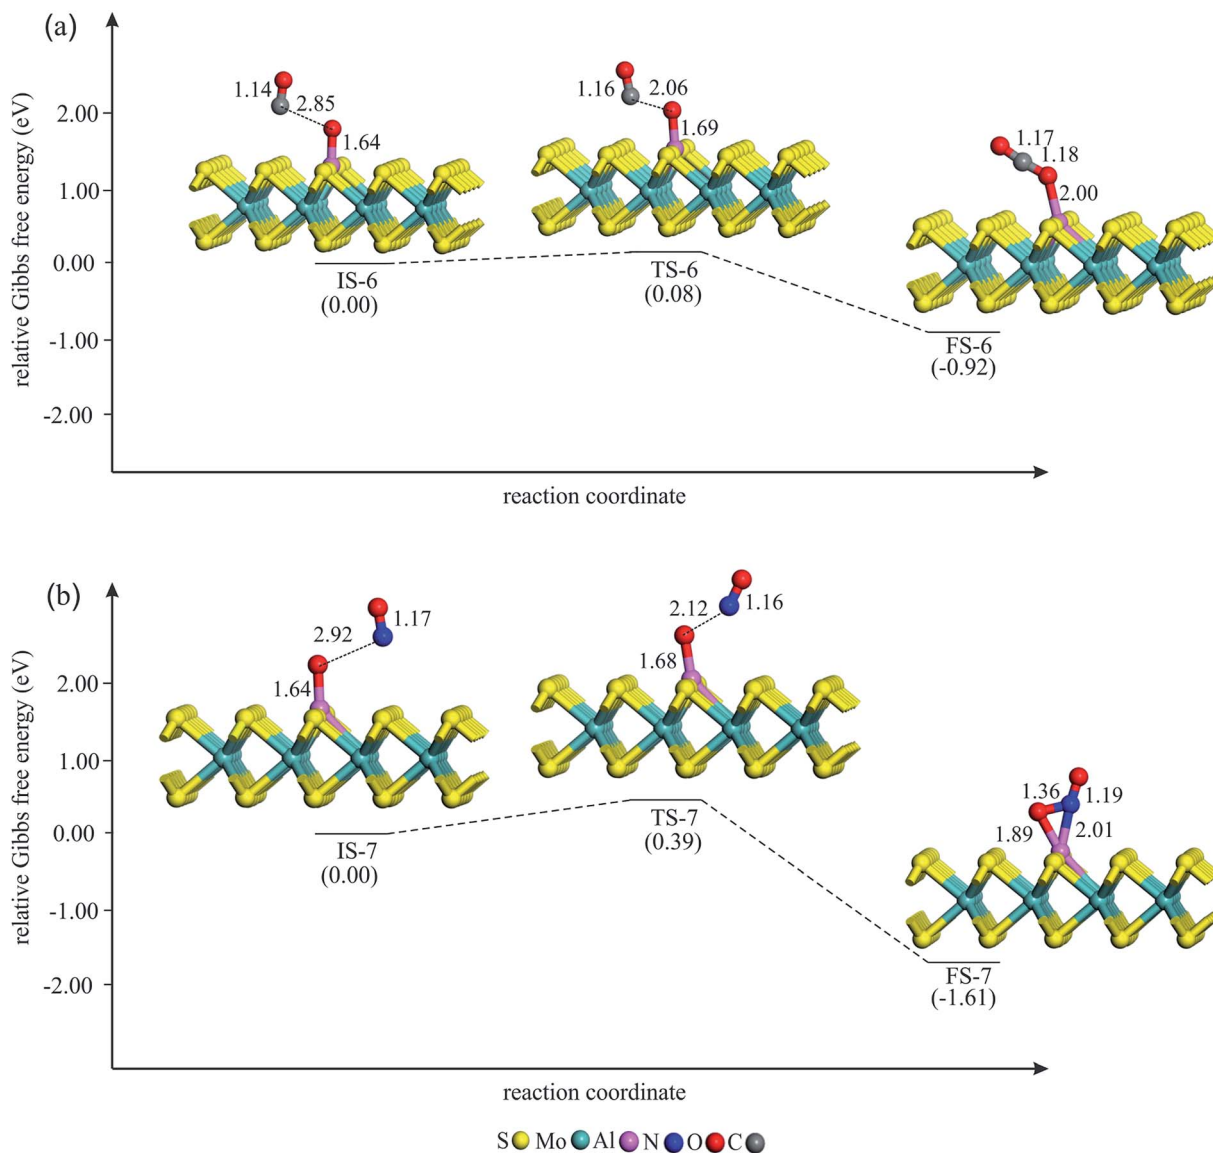 (a)
relative Gibbs free energy (eV)
2.00
1.00
0.00
-1.00
-2.00
1.14
2.85
1.64
IS-6
(0.00)
1.16
2.06
1.69
TS-6
(0.08)
1.17
1.18
2.00
FS-6
(-0.92)
reaction coordinate
(b)
relative Gibbs free energy (eV)
2.00
1.00
0.00
-1.00
-2.00
1.17
2.92
1.64
IS-7
(0.00)
2.12
1.16
1.68
TS-7
(0.39)
1.36
1.19
1.89
2.01
FS-7
(-1.61)
reaction coordinate
S Mo Al N O C